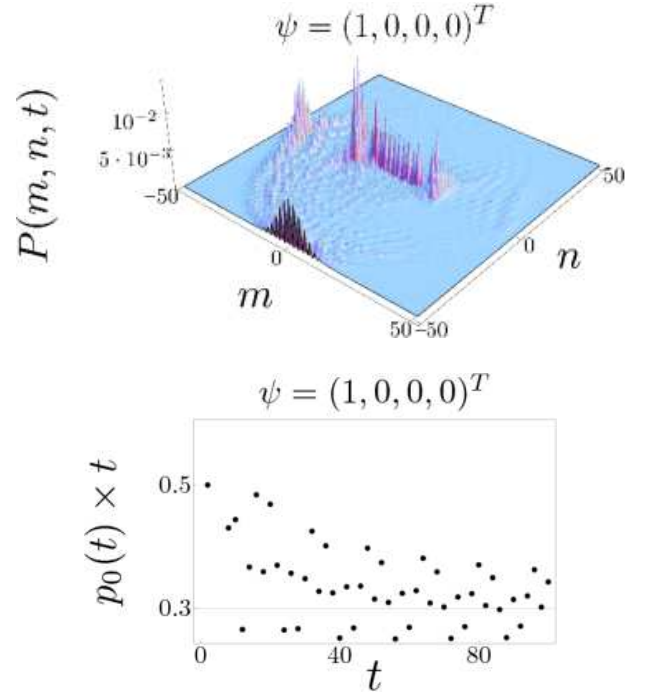 ψ = (1, 0, 0, 0)^T
P(m, n, t)
10^{-2}
5 · 10^{-3}
-50
50
0
n
0
m
50
-50
ψ = (1, 0, 0, 0)^T
p_0(t) × t
0.5
0.3
0
40
80
t